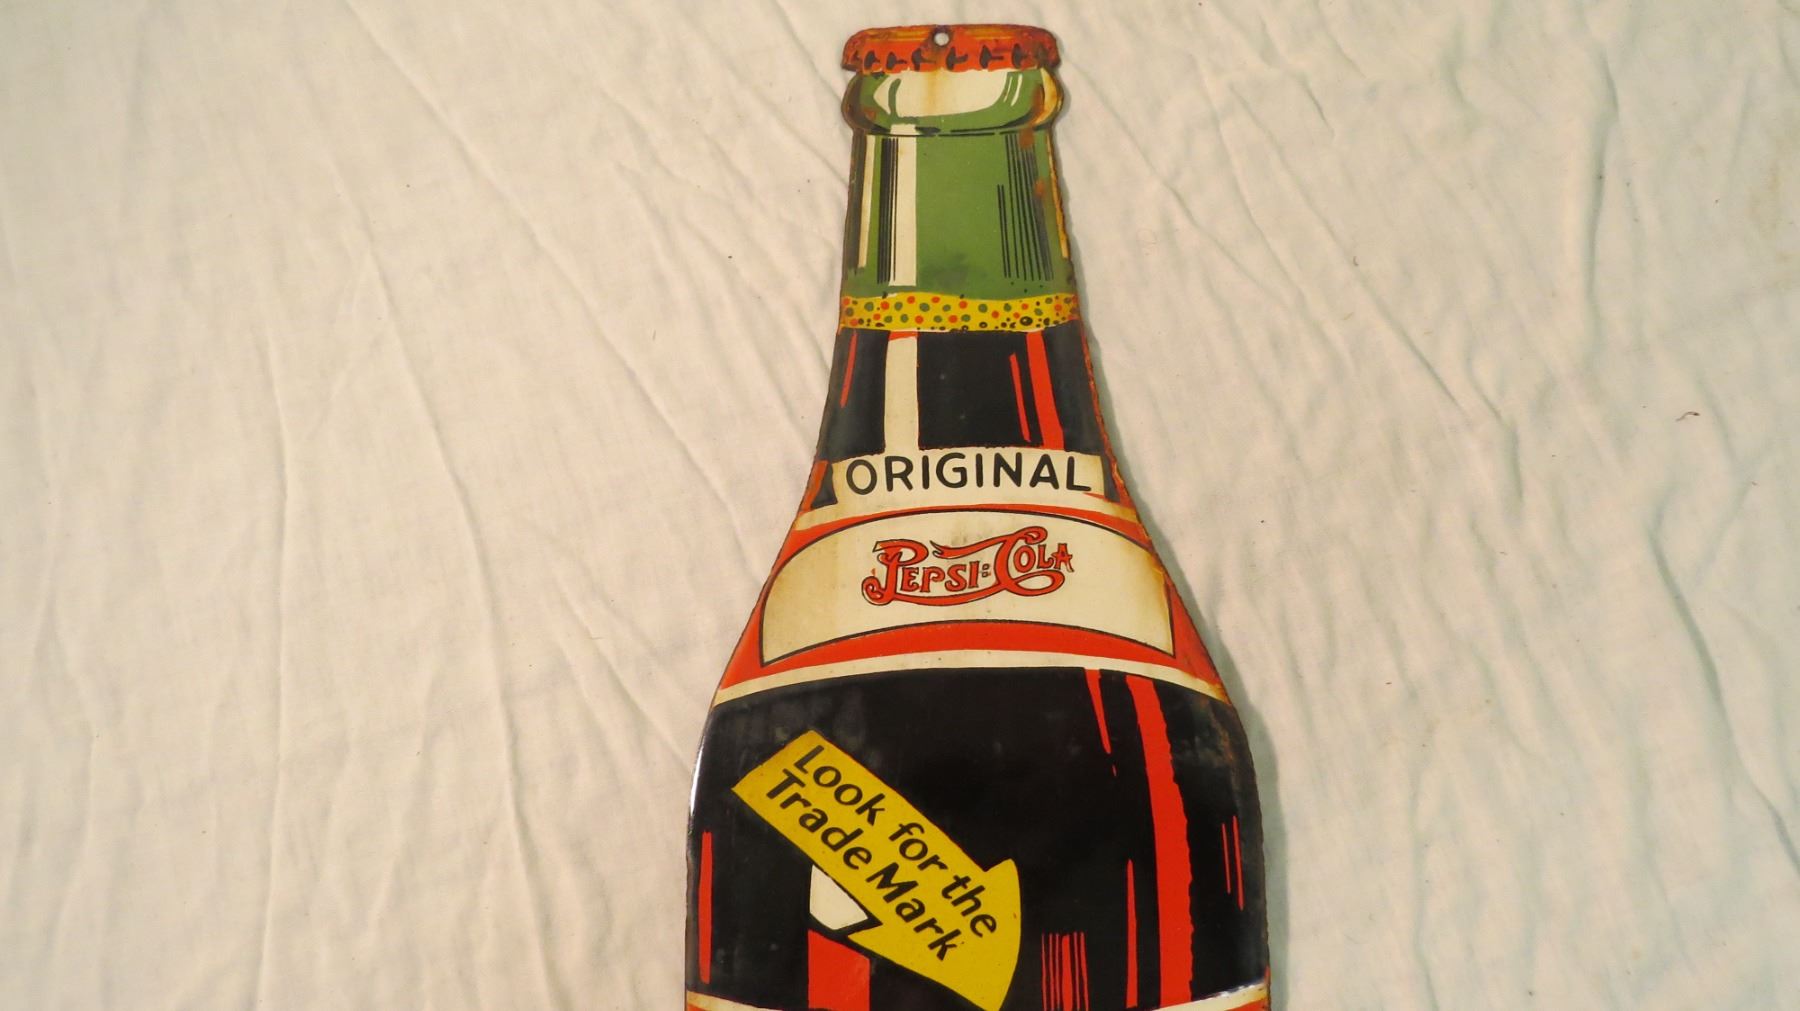 ORIGINAL
PEPSI:COLA
Look for the
Trade Mark